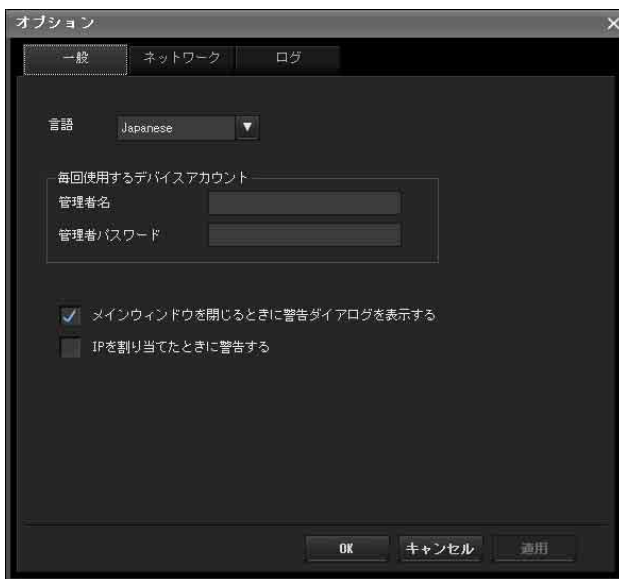 オプション
一般 ネットワーク ログ
言語 Japanese
毎回使用するデバイスアカウント
管理者名
管理者パスワード
メインウィンドウを閉じるときに警告ダイアログを表示する
IPを割り当てたときに警告する
OK キャンセル 適用